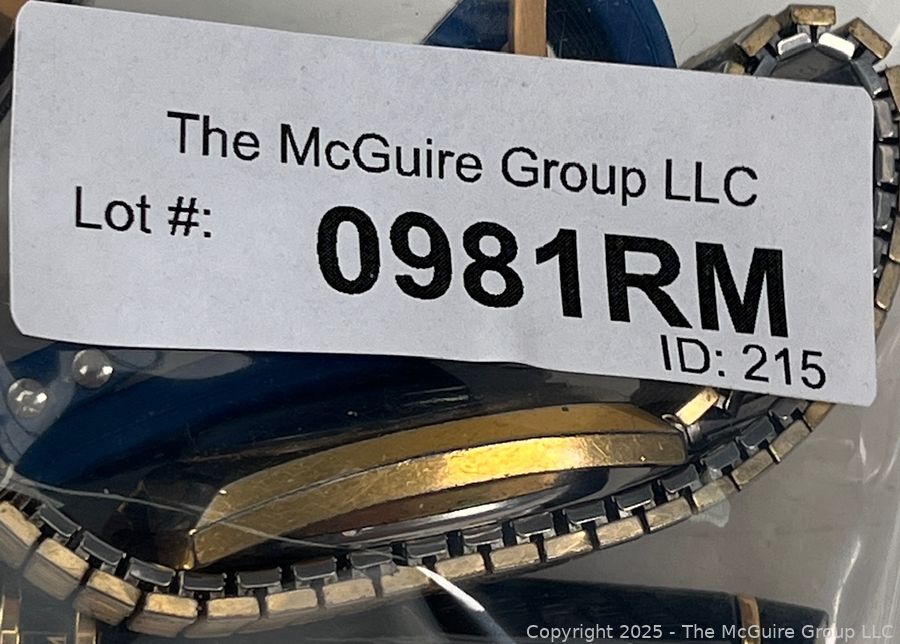 The McGuire Group LLC
Lot #: 0981RM
ID: 215
Copyright 2025 - The McGuire Group LLC